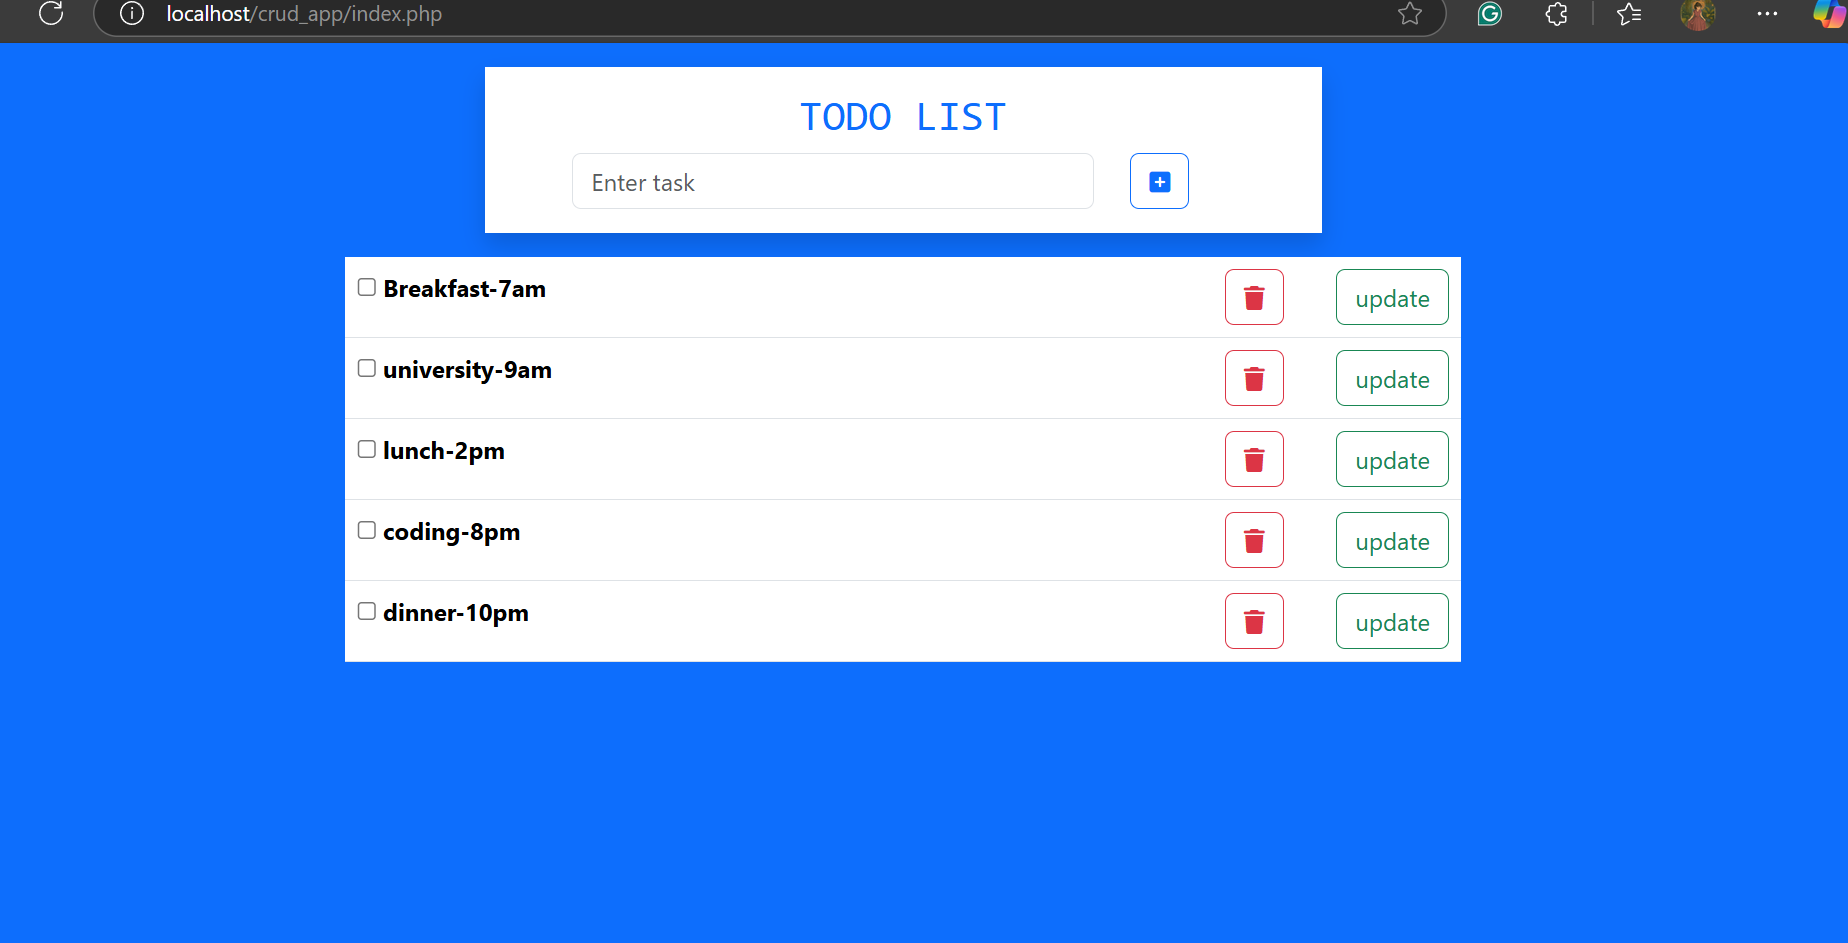 localhost/crud_app/index.php
TODO LIST
Enter task
Breakfast-7am
update
university-9am
update
lunch-2pm
update
coding-8pm
update
dinner-10pm
update